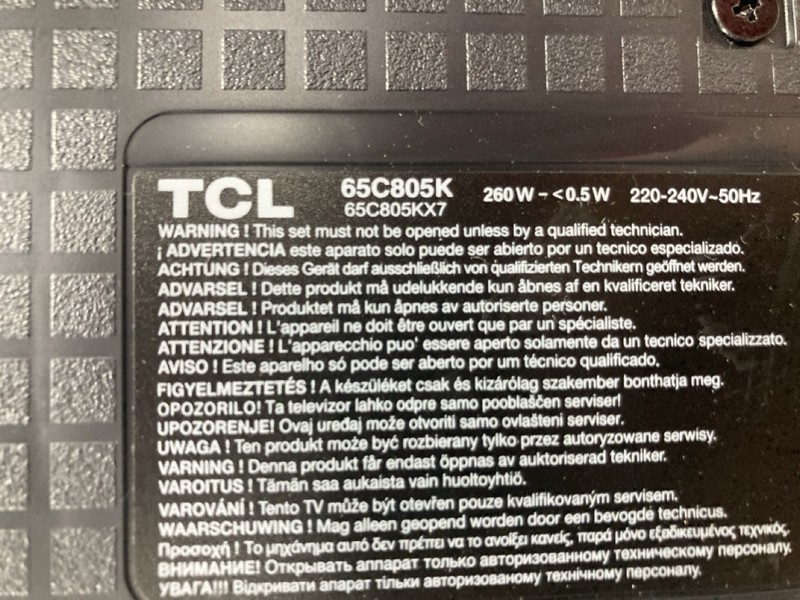 TCL 65C805K 260W - <0.5W 220-240V~50Hz
65C805KX7
WARNING ! This set must not be opened unless by a qualified technician.
¡ ADVERTENCIA este aparato solo puede ser abierto por un tecnico especializado.
ACHTUNG ! Dieses Gerät darf ausschließlich von qualifizierten Technikern geöffnet werden.
ADVARSEL ! Dette produkt må udelukkende kun åbnes af en kvalificeret tekniker.
ADVARSEL ! Produktet må kun åpnes av autoriserte personer.
ATTENTION ! L'appareil ne doit être ouvert que par un spécialiste.
ATTENZIONE ! L'apparecchio puo' essere aperto solamente da un tecnico specializzato.
AVISO ! Este aparelho só pode ser aberto por um técnico qualificado.
FIGYELMEZTETÉS ! A készüléket csak és kizárólag szakember bonthatja meg.
OPOZORILO! Ta televizor lahko odpre samo pooblaščen serviser!
UPOZORENJE! Ovaj uređaj može otvoriti samo ovlašteni serviser.
UWAGA ! Ten produkt może być rozbierany tylko przez autoryzowane serwisy.
VARNING ! Denna produkt får endast öppnas av auktoriserad tekniker.
VAROITUS ! Tämän saa aukaista vain huoltoyhtiö.
VAROVÁNÍ ! Tento TV může být otevřen pouze kvalifikovaným servisem.
WAARSCHUWING ! Mag alleen geopend worden door een bevogde technicus.
Προσοχή ! Το μηχάνημα αυτό δεν πρέπει να το ανοίξει κανείς, παρά μόνο εξειδικευμένος τεχνικός.
ВНИМАНИЕ! Открывать аппарат только авторизованному техническому персоналу.
УВАГА!!! Відкривати апарат тільки авторизованому технічному персоналу.